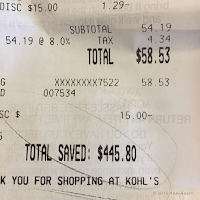 DISC $15.00 1.29-
SUBTOTAL 54.19
54.19 @ 8.0% TAX 4.34
TOTAL $58.53
G XXXXXXXX7522 58.53
D 007534
SC $ 15.00-
TOTAL SAVED: $445.80
K YOU FOR SHOPPING AT KOHL'S